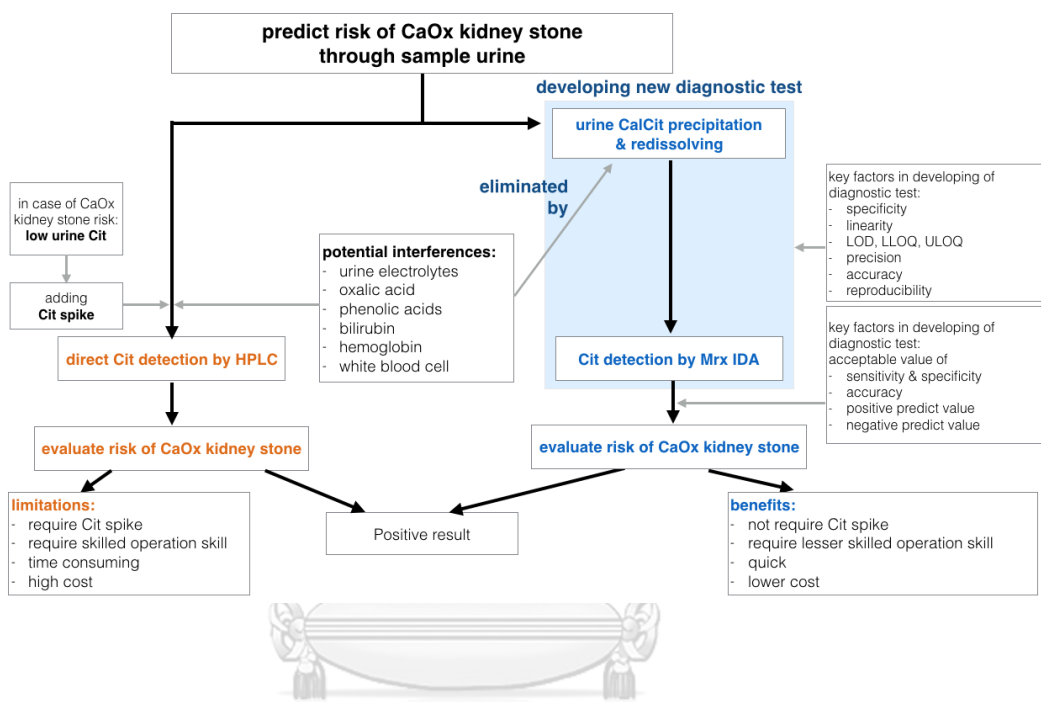 predict risk of CaOx kidney stone
through sample urine
developing new diagnostic test
urine CalCit precipitation
& redissolving
eliminated
by
in case of CaOx
kidney stone risk:
low urine Cit
adding
Cit spike
potential interferences:
- urine electrolytes
- oxalic acid
- phenolic acids
- bilirubin
- hemoglobin
- white blood cell
key factors in developing of
diagnostic test:
- specificity
- linearity
- LOD, LLOQ, ULOQ
- precision
- accuracy
- reproducibility
key factors in developing of
diagnostic test:
acceptable value of
- sensitivity & specificity
- accuracy
- positive predict value
- negative predict value
direct Cit detection by HPLC
Cit detection by Mrx IDA
evaluate risk of CaOx kidney stone
evaluate risk of CaOx kidney stone
limitations:
- require Cit spike
- require skilled operation skill
- time consuming
- high cost
Positive result
benefits:
- not require Cit spike
- require lesser skilled operation skill
- quick
- lower cost